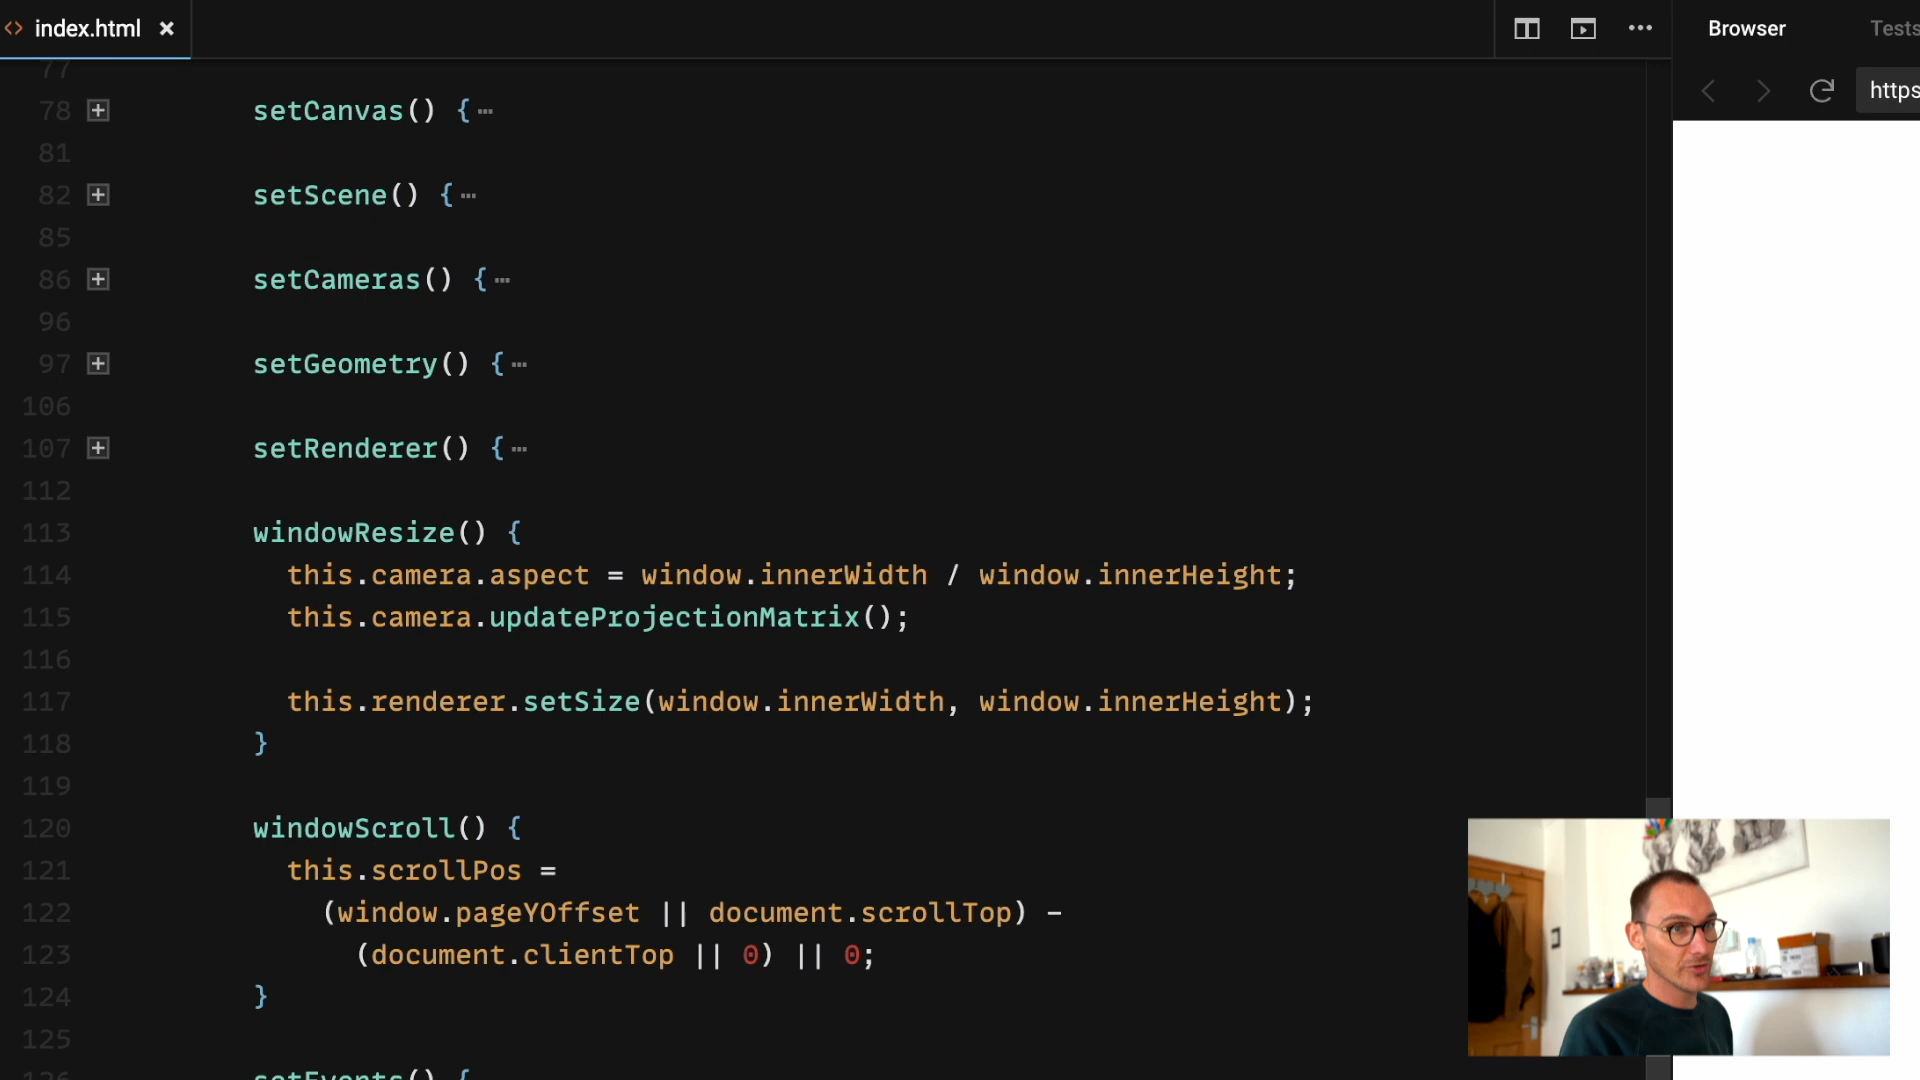 index.html
Browser
Tests
https
77
78 setCanvas() {…
81
82 setScene() {…
85
86 setCameras() {…
96
97 setGeometry() {…
106
107 setRenderer() {…
112
113 windowResize() {
114 this.camera.aspect = window.innerWidth / window.innerHeight;
115 this.camera.updateProjectionMatrix();
116
117 this.renderer.setSize(window.innerWidth, window.innerHeight);
118 }
119
120 windowScroll() {
121 this.scrollPos =
122 (window.pageYOffset || document.scrollTop) -
123 (document.clientTop || 0) || 0;
124 }
125
126 setEvents() {